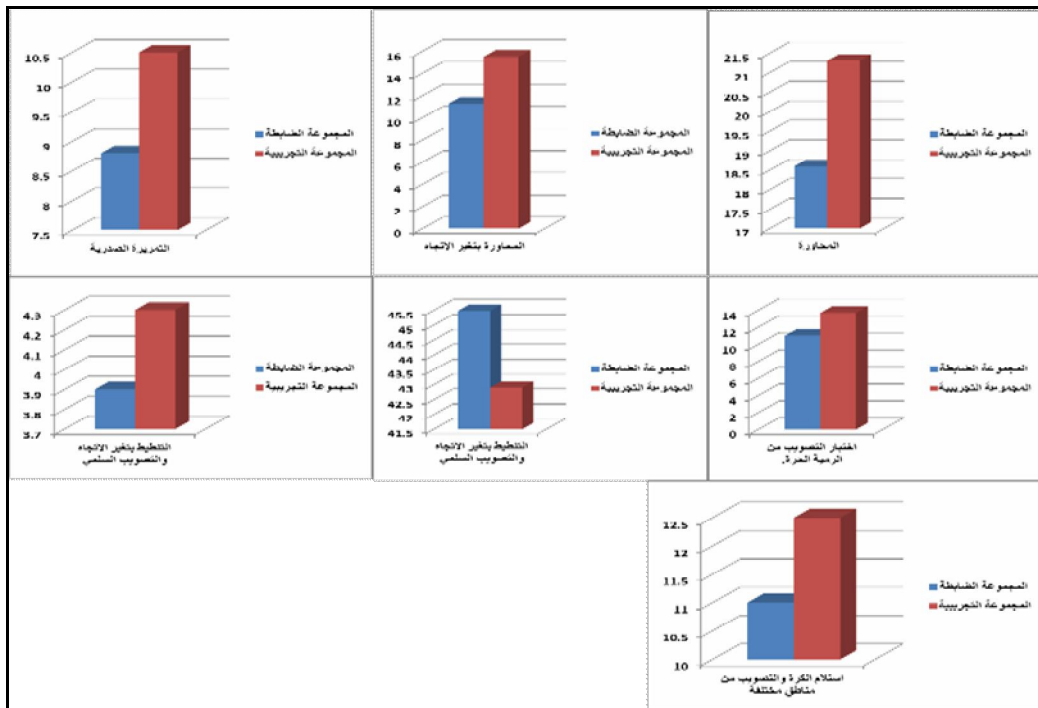 21.5
21
20.5
20
19.5
19
18.5
18
17.5
17
المجموعة الضابطة
المجموعة التجريبية
المحاورة
16
14
12
10
8
6
4
2
0
المجموعة الضابطة
المجموعة التجريبية
المحاورة بتغير الاتجاه
10.5
10
9.5
9
8.5
8
7.5
المجموعة الضابطة
المجموعة التجريبية
التمريرة الصدرية
14
12
10
8
6
4
2
0
المجموعة الضابطة
المجموعة التجريبية
اختبار التصويب من
الرمية الحرة.
45.5
45
44.5
44
43.5
43
42.5
42
41.5
المجموعة الضابطة
المجموعة التجريبية
التنطيط بتغير الاتجاه
والتصويب السلمي
4.3
4.2
4.1
4
3.9
3.8
3.7
المجموعة الضابطة
المجموعة التجريبية
التنطيط بتغير الاتجاه
والتصويب السلمي
12.5
12
11.5
11
10.5
10
المجموعة الضابطة
المجموعة التجريبية
استلام الكرة والتصويب من
مناطق مختلفة